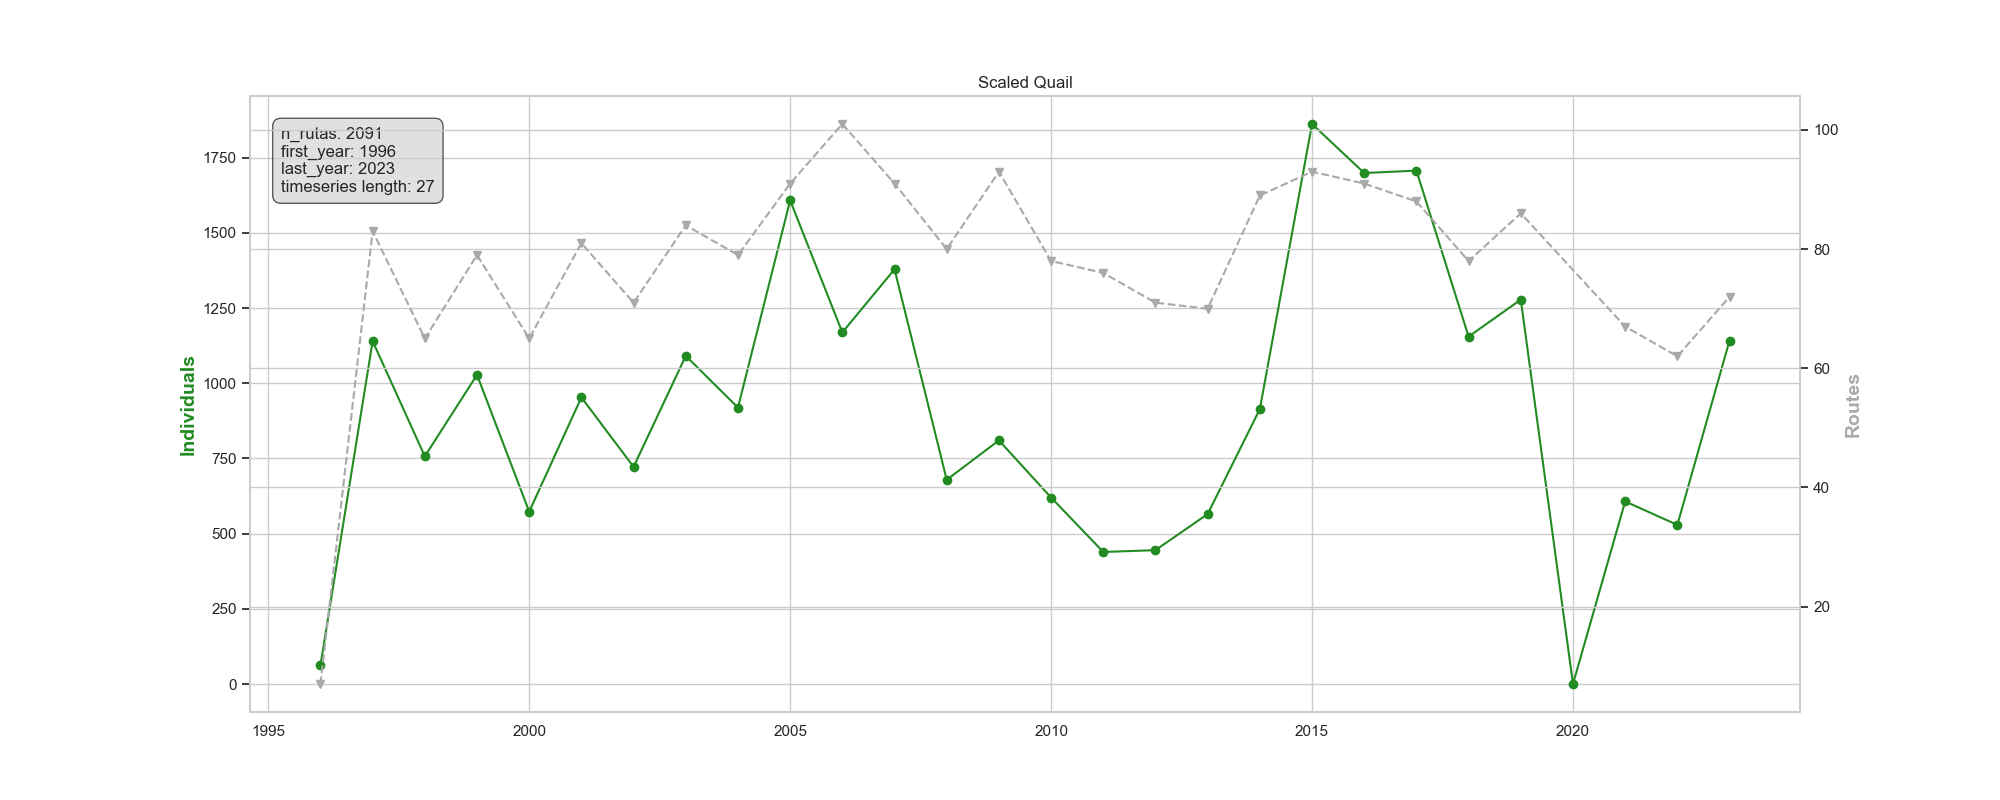 Scaled Quail
n_rutas: 2091
first_year: 1996
last_year: 2023
timeseries length: 27
Individuals
1750
1500
1250
1000
750
500
250
0
100
80
60
40
20
Routes
1995
2000
2005
2010
2015
2020